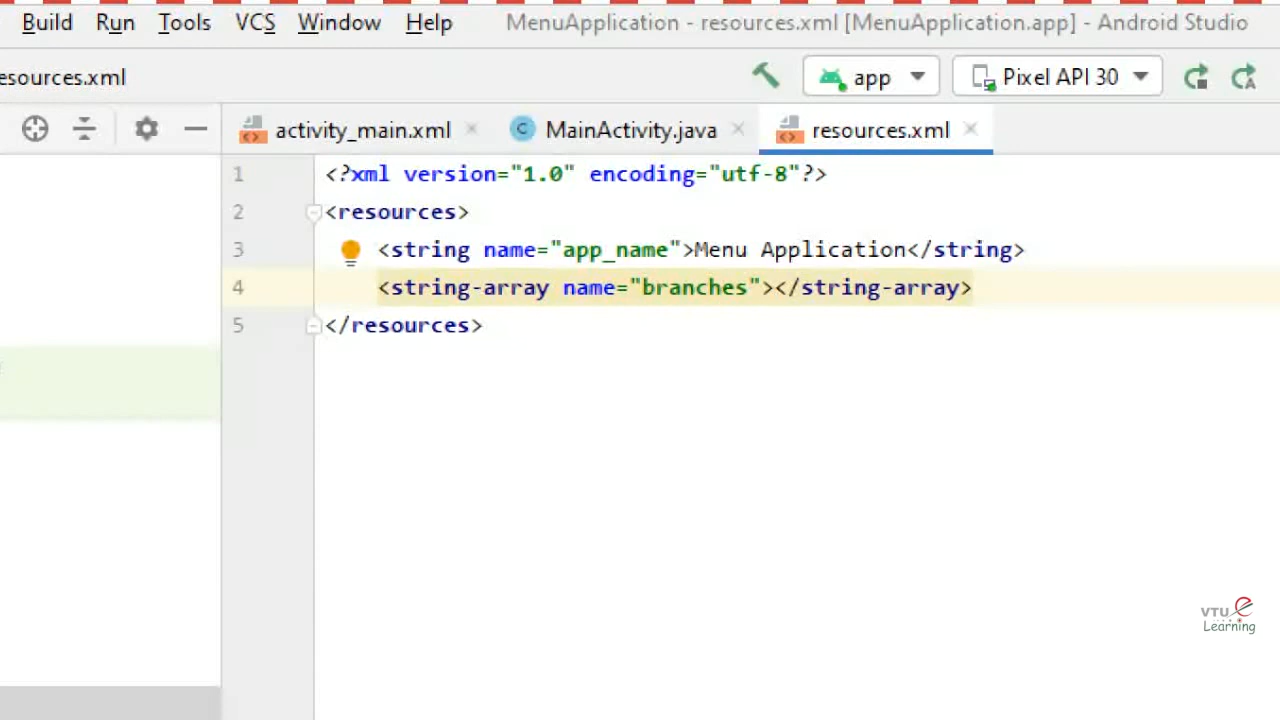 Build Run Tools VCS Window Help MenuApplication - resources.xml [MenuApplication.app] - Android Studio
esources.xml app Pixel API 30
activity_main.xml MainActivity.java resources.xml
1 <?xml version="1.0" encoding="utf-8"?>
2 <resources>
3 <string name="app_name">Menu Application</string>
4 <string-array name="branches"></string-array>
5 </resources>
VTU e
Learning